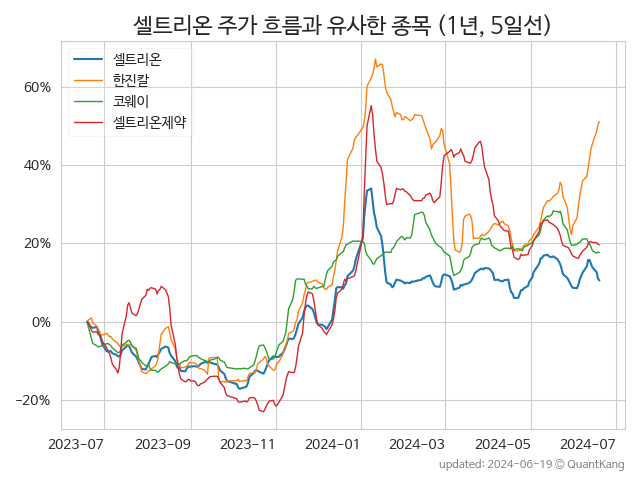 셀트리온 주가 흐름과 유사한 종목 (1년, 5일선)
셀트리온
한진칼
코웨이
셀트리온제약
60%
40%
20%
0%
−20%
2023-07
2023-09
2023-11
2024-01
2024-03
2024-05
2024-07
updated: 2024-06-19 © QuantKang